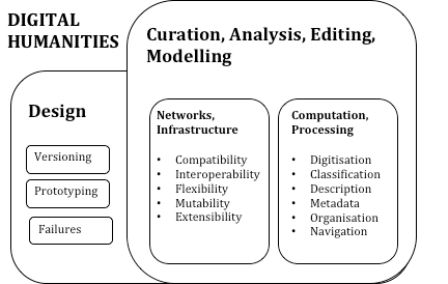 DIGITAL
HUMANITIES
Curation, Analysis, Editing,
Modelling
Design
Versioning
Prototyping
Failures
Networks,
Infrastructure
• Compatibility
• Interoperability
• Flexibility
• Mutability
• Extensibility
Computation,
Processing
• Digitisation
• Classification
• Description
• Metadata
• Organisation
• Navigation